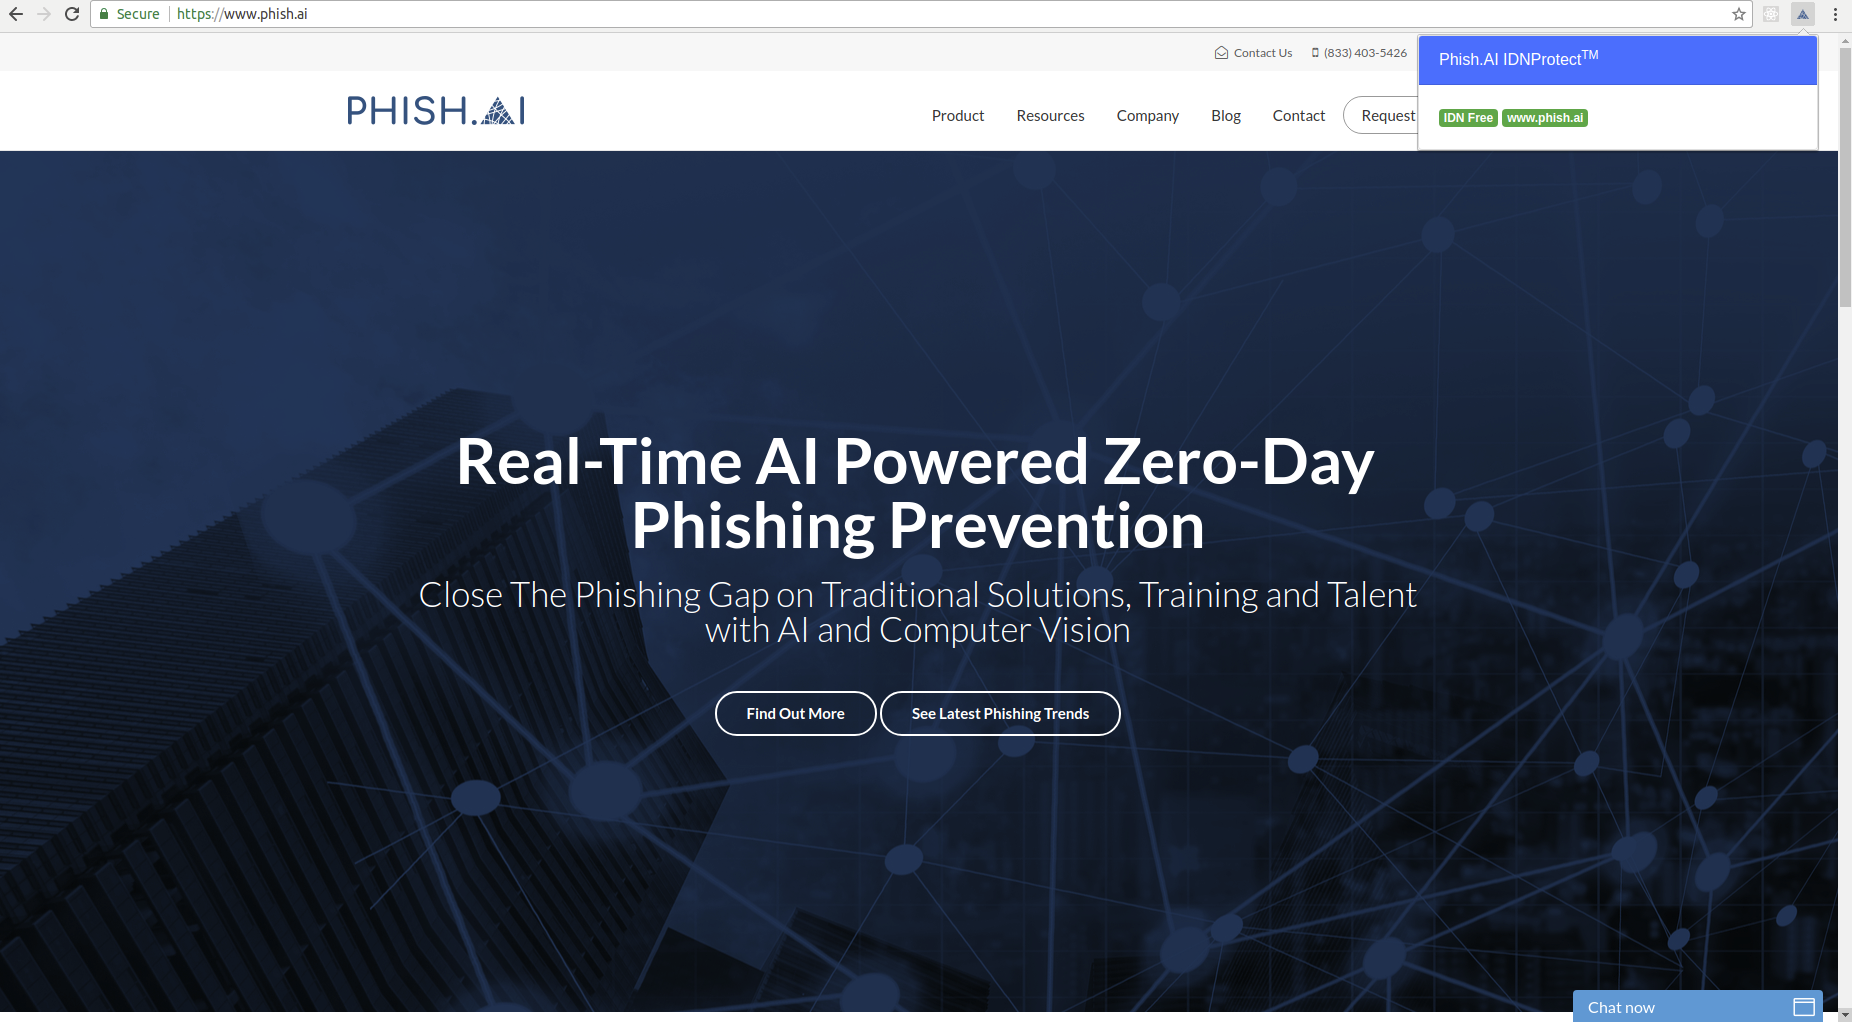 Secure https://www.phish.ai
Contact Us (833) 403-5426
Phish.AI IDNProtect™
IDN Free www.phish.ai
PHISH.AI
Product Resources Company Blog Contact Request
Real-Time AI Powered Zero-Day
Phishing Prevention
Close The Phishing Gap on Traditional Solutions, Training and Talent
with AI and Computer Vision
Find Out More See Latest Phishing Trends
Chat now